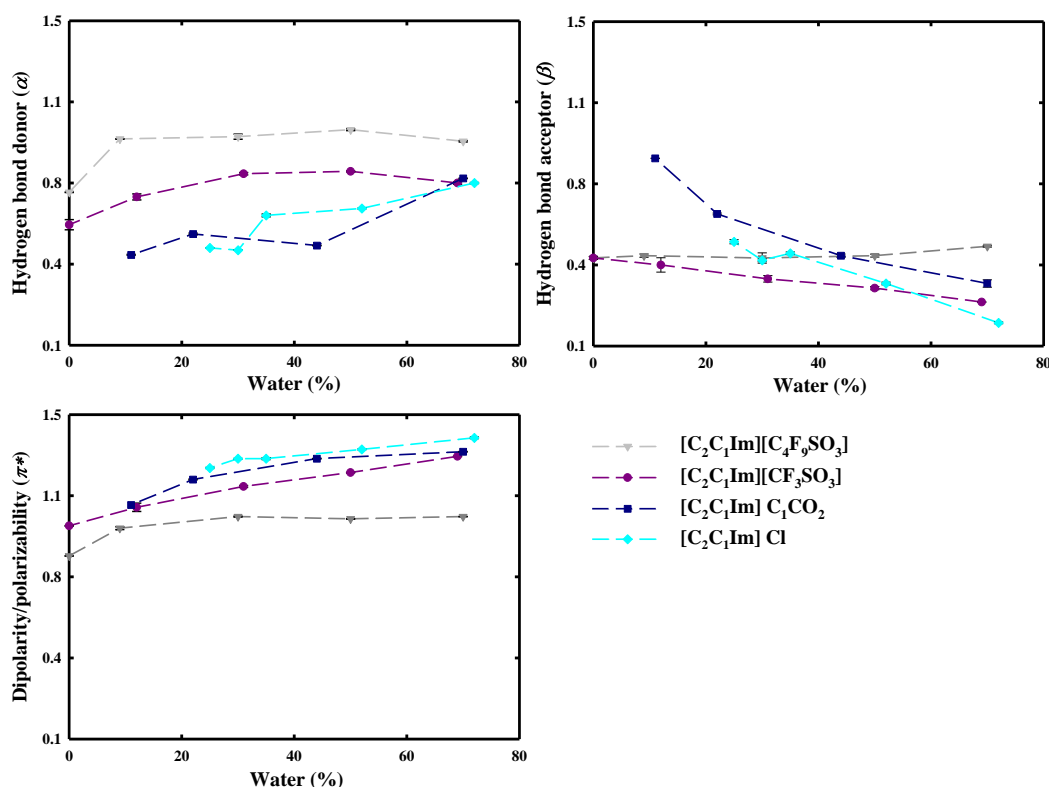 Hydrogen bond donor (α)
1.5
1.1
0.8
0.4
0.1
0 20 40 60 80
Water (%)
Hydrogen bond acceptor (β)
1.5
1.1
0.8
0.4
0.1
0 20 40 60 80
Water (%)
Dipolarity/polarizability (π*)
1.5
1.1
0.8
0.4
0.1
0 20 40 60 80
Water (%)
[C₂C₁Im][C₄F₉SO₃]
[C₂C₁Im][CF₃SO₃]
[C₂C₁Im] C₁CO₂
[C₂C₁Im] Cl